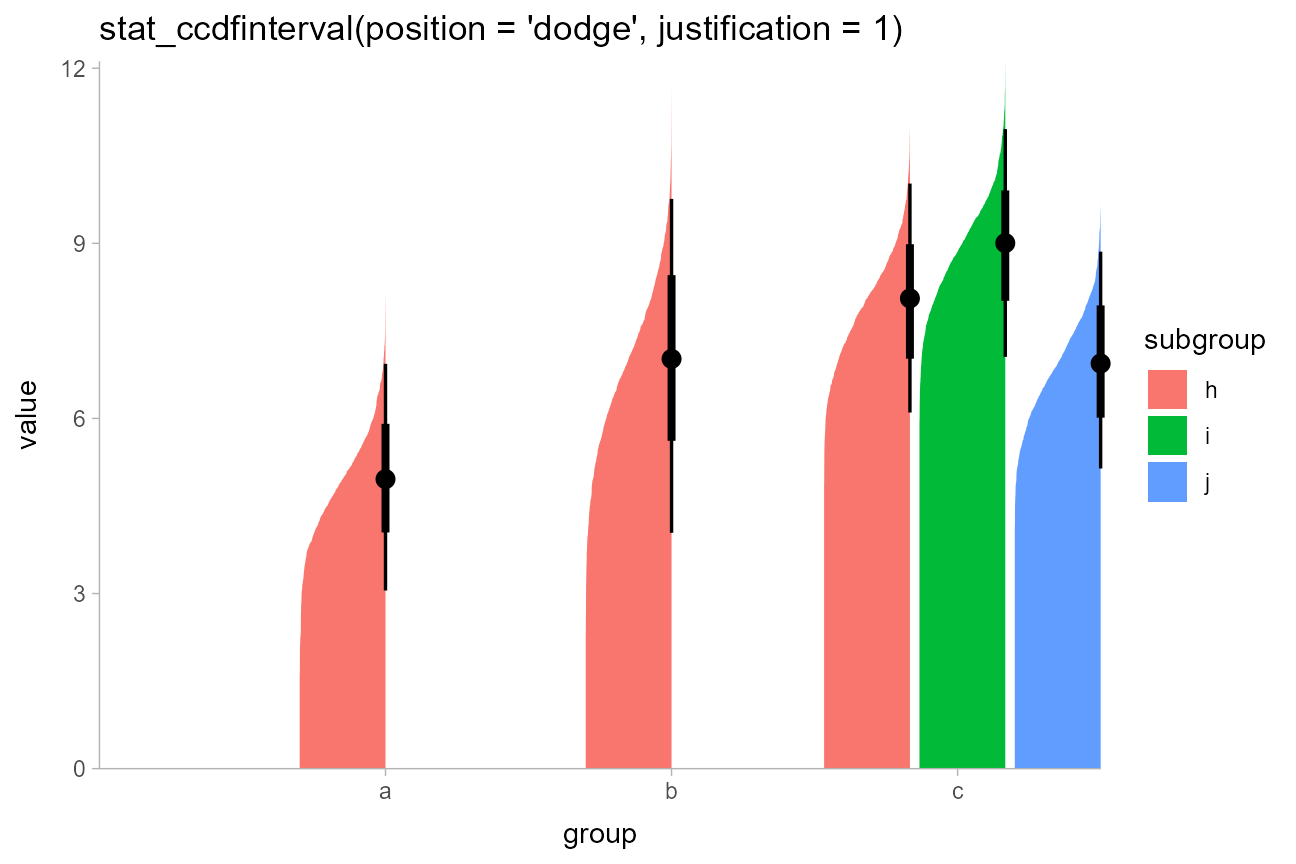 stat_ccdfinterval(position = 'dodge', justification = 1)
12
9
6
3
0
value
a b c
group
subgroup
h
i
j